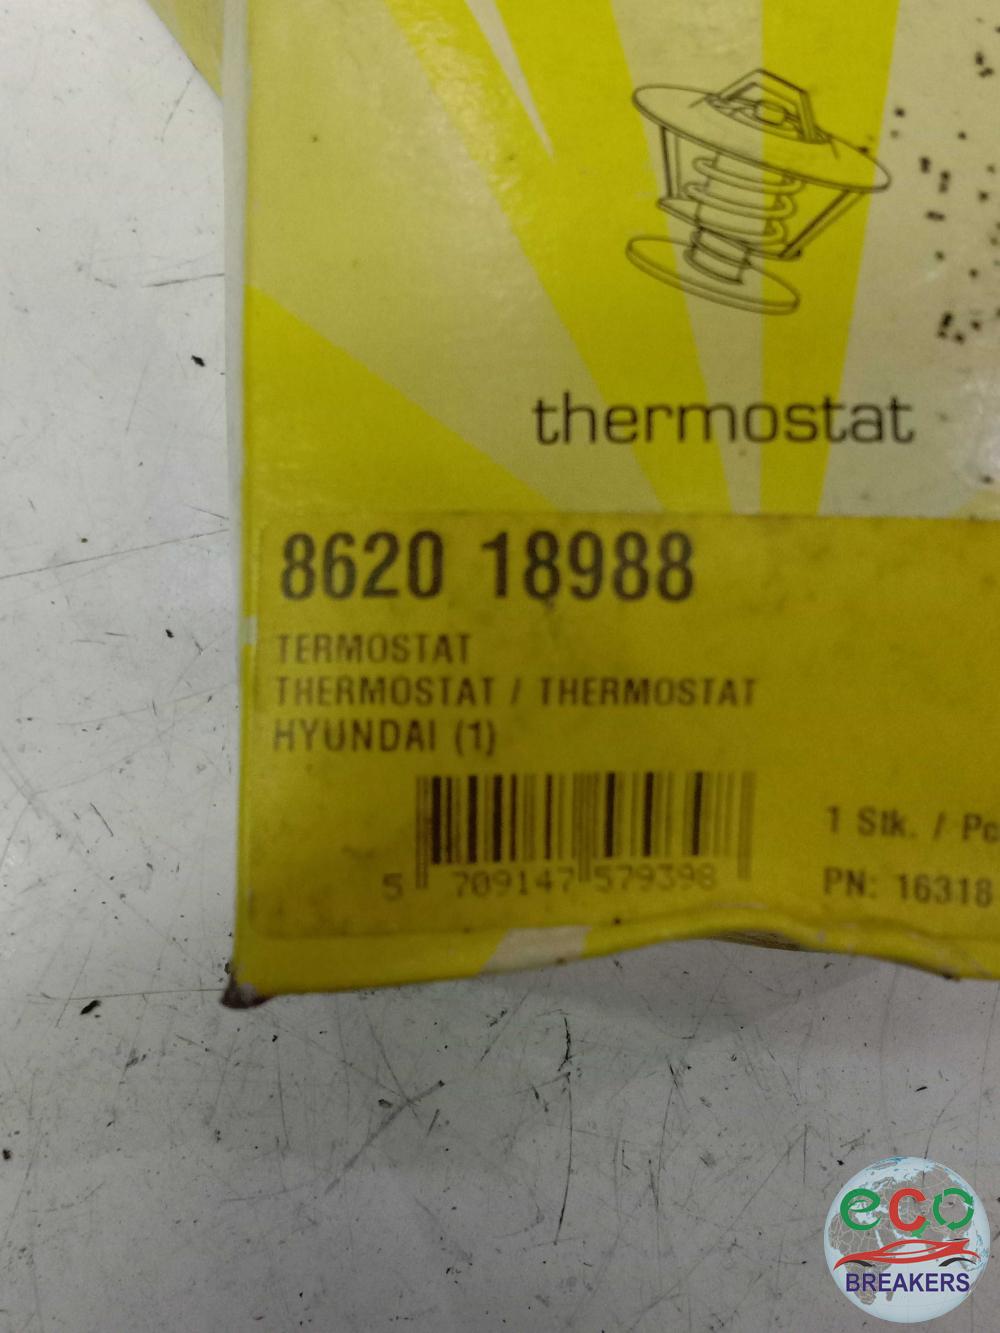 thermostat
8620 18988
TERMOSTAT
THERMOSTAT / THERMOSTAT
HYUNDAI (1)
1 Stk. / Pc
5 709147 579398
PN: 16318
eco
BREAKERS